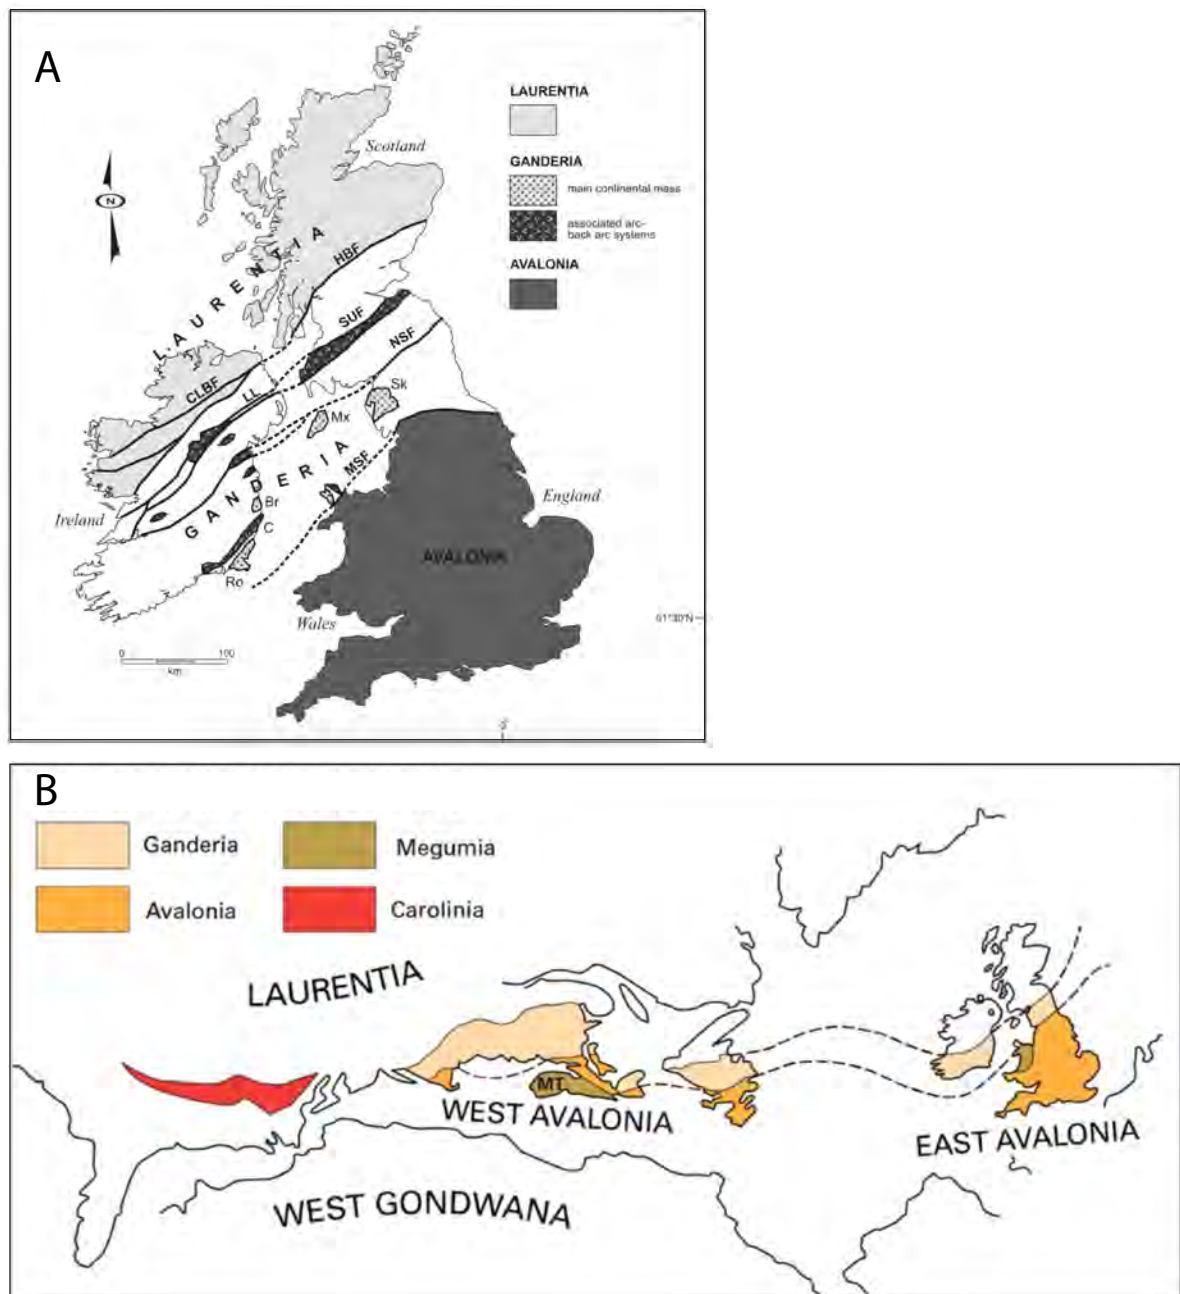 A
LAURENTIA
Scotland
GANDERIA
main continental mass
associated arc-
back arc systems
AVALONIA
N
LAURENTIA
HBF
SUF
NSF
CLBF
LL
Sk
Mx
GANDERIA
MSF
Br
C
Ireland
England
AVALONIA
Ro
Wales
0 100
km
B
Ganderia
Megumia
Avalonia
Carolinia
LAURENTIA
MT
WEST AVALONIA
EAST AVALONIA
WEST GONDWANA